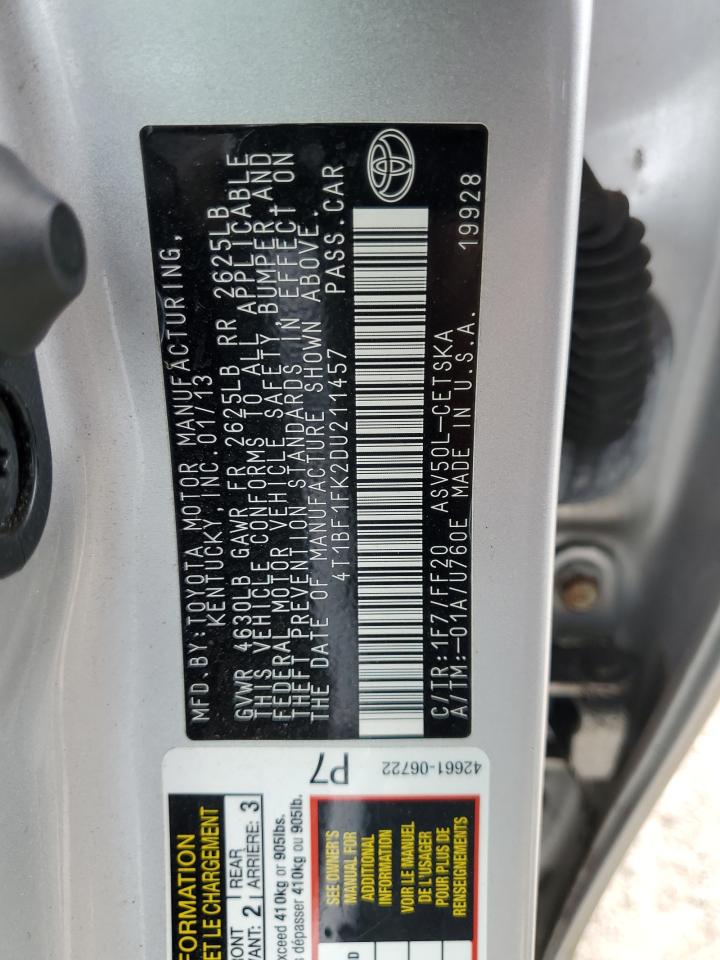 MFD.BY:TOYOTA MOTOR MANUFACTURING,
KENTUCKY, INC.01/13
GVWR 4630LB GAWR FR 2625LB RR 2625LB
THIS VEHICLE CONFORMS TO ALL APPLICABLE
FEDERAL MOTOR VEHICLE SAFETY, BUMPER AND
THEFT PREVENTION STANDARDS IN EFFECT ON
THE DATE OF MANUFACTURE SHOWN ABOVE.
4T1BF1FK2DU211457 PASS.CAR
C/TR:1F7/FF20 ASV50L-CETSKA
A/TM:-01A/U760E MADE IN U.S.A. 19928
P7
42661-06722
ET LE CHARGEMENT
REAR 3
2 ARRIÈRE:
exceed 410kg or 905lbs.
dépasser 410kg ou 905lb.
SEE OWNER'S
MANUAL FOR
ADDITIONAL
INFORMATION
VOIR LE MANUEL
DE L'USAGER
POUR PLUS DE
RENSEIGNEMENTS